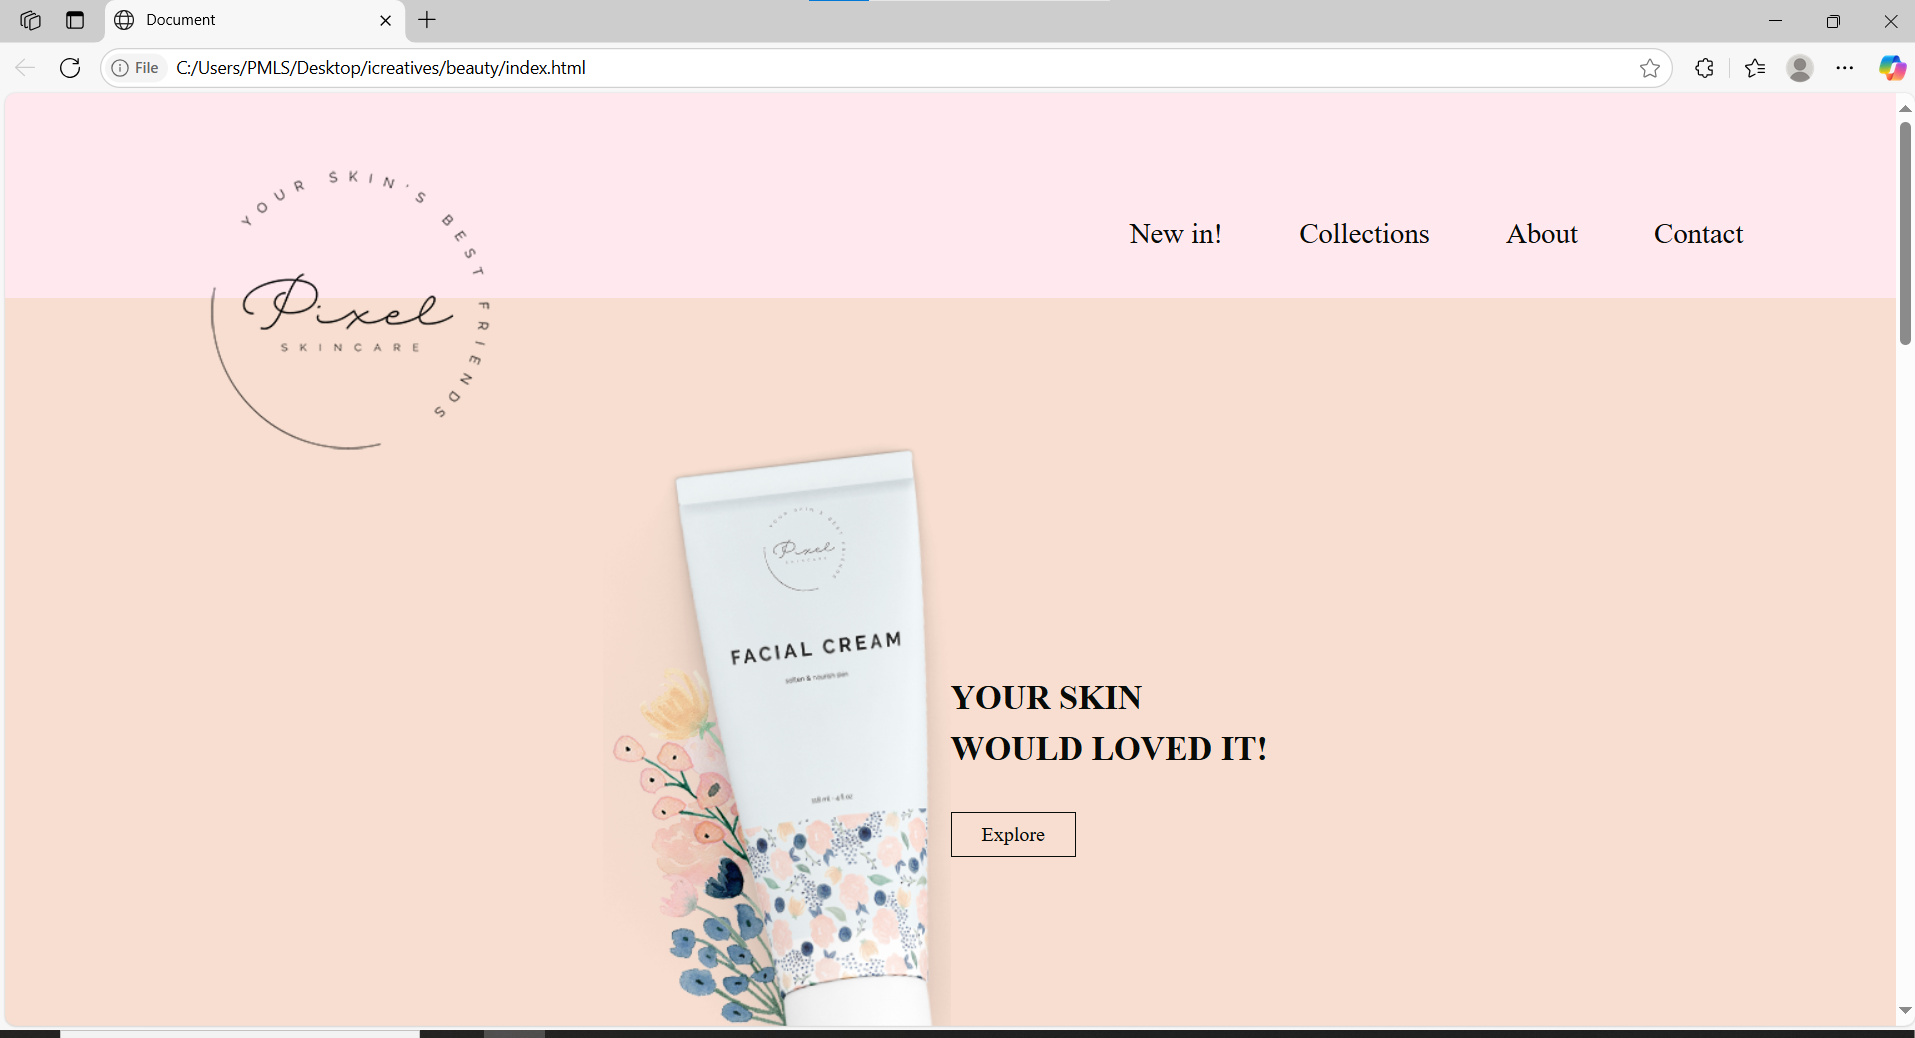 Document
File
C:/Users/PMLS/Desktop/icreatives/beauty/index.html
YOUR SKIN'S BEST FRIENDS
Pixel
SKINCARE
New in!
Collections
About
Contact
Pixel
FACIAL CREAM
soften & nourish skin
YOUR SKIN
WOULD LOVED IT!
Explore